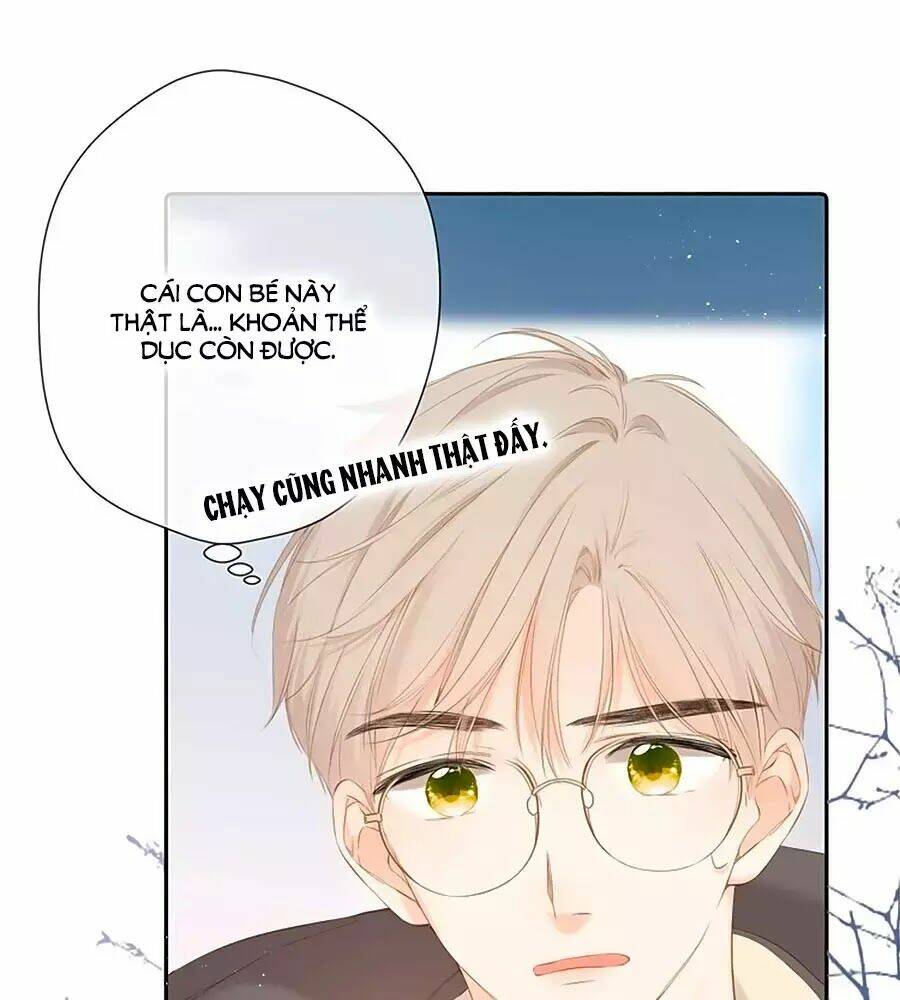 CÁI CON BÉ NÀY
THẬT LÀ... KHOẢN THỂ
DỤC CÒN ĐƯỢC.
CHẠY CŨNG NHANH THẬT ĐẤY.